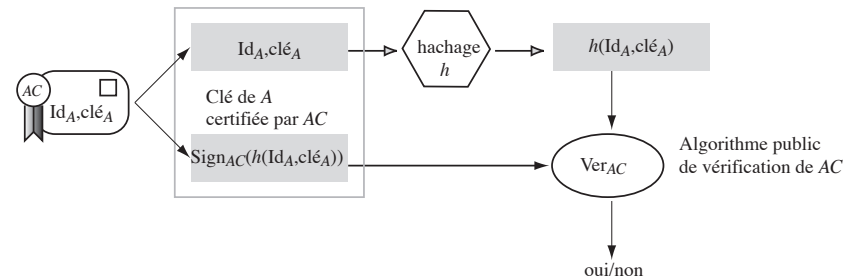 AC
Id_A,clé_A
Id_A,clé_A
Clé de A
certifiée par AC
Sign_AC(h(Id_A,clé_A))
hachage
h
h(Id_A,clé_A)
Ver_AC
Algorithme public
de vérification de AC
oui/non